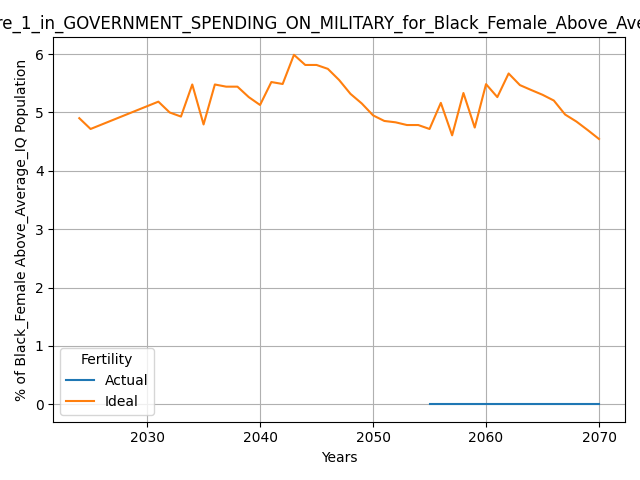 re_1_in_GOVERNMENT_SPENDING_ON_MILITARY_for_Black_Female_Above_Ave
% of Black_Female Above_Average_IQ Population
6
5
4
3
2
1
0
Fertility
Actual
Ideal
2030 2040 2050 2060 2070
Years